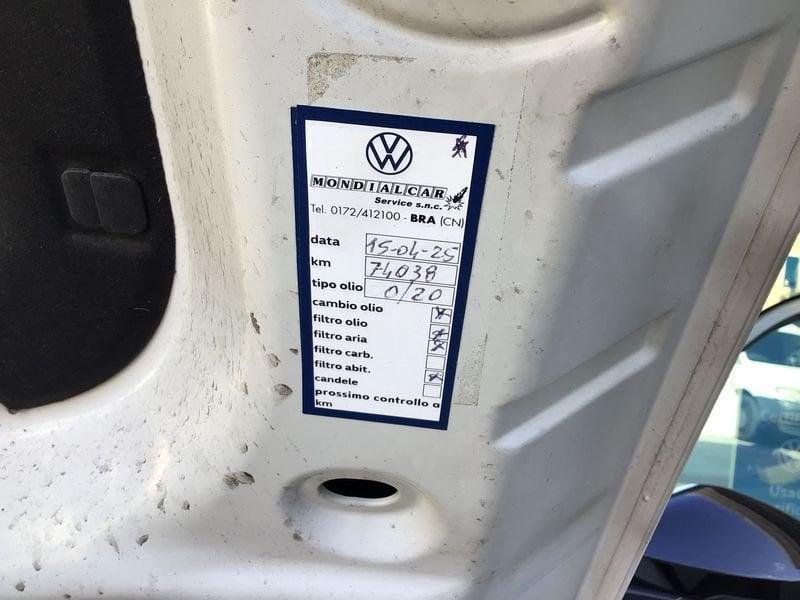 MONDIALCAR
Service s.n.c.
Tel. 0172/412100 - BRA (CN)
data 15-04-25
km 74038
tipo olio 0/20
cambio olio
filtro olio
filtro aria
filtro carb.
filtro abit.
candele
prossimo controllo a
km